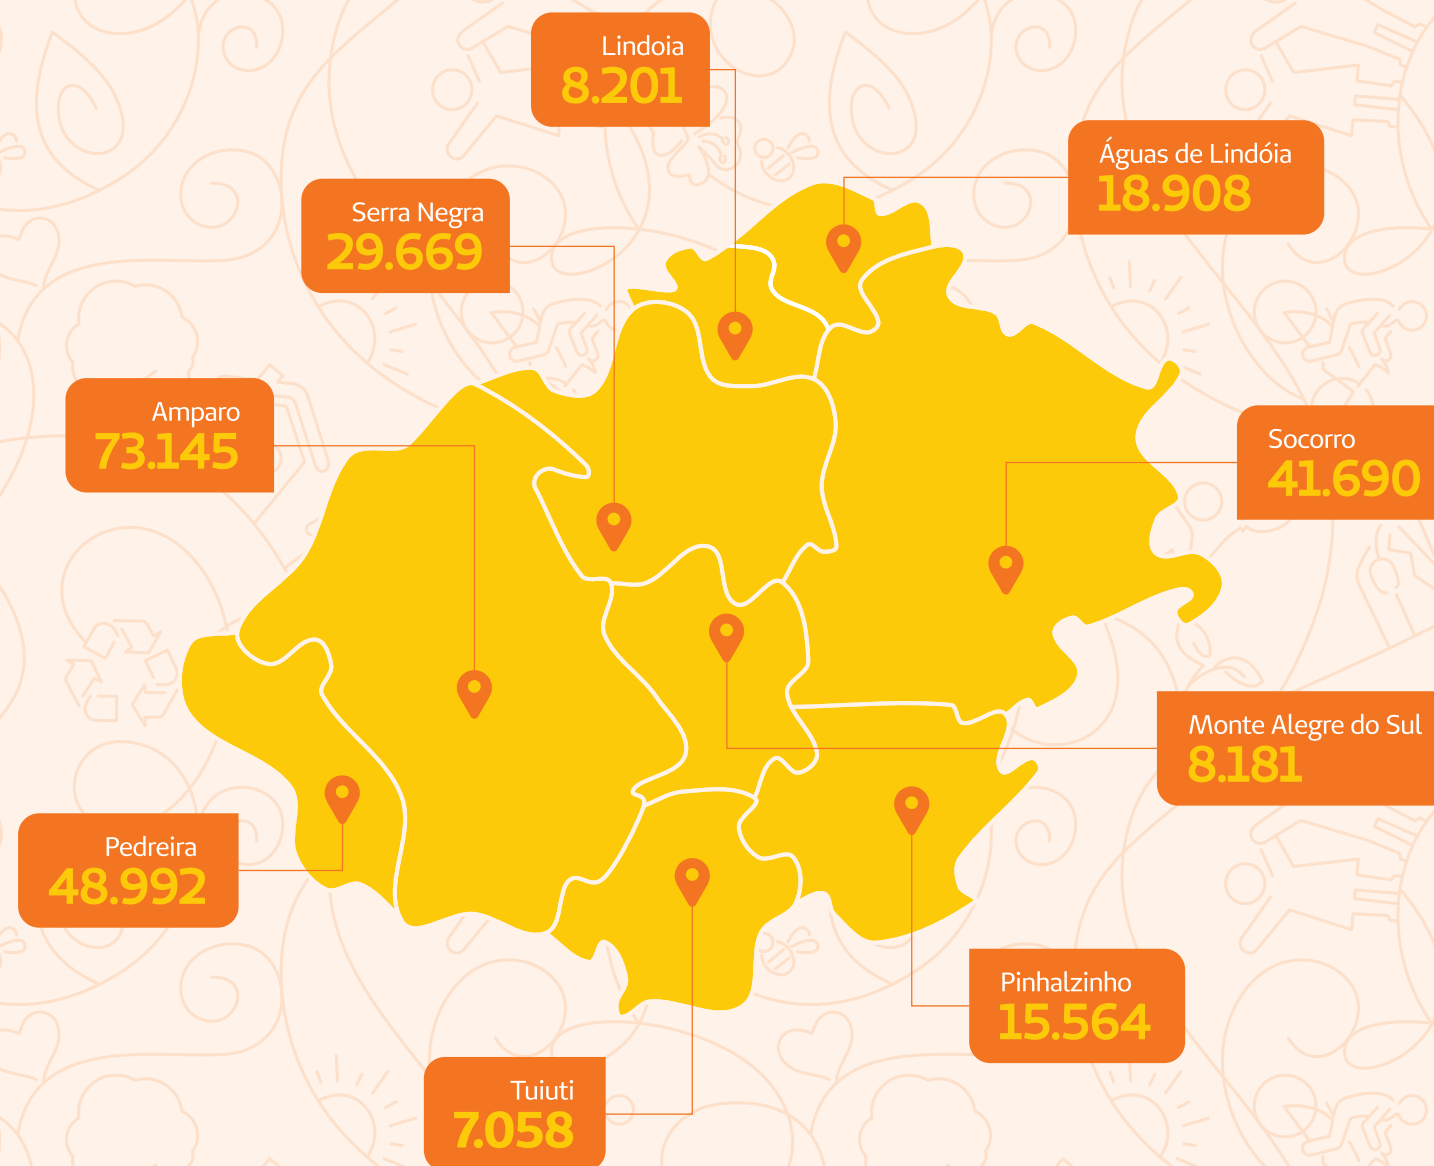 Lindoia
8.201
Águas de Lindóia
18.908
Serra Negra
29.669
Amparo
73.145
Socorro
41.690
Monte Alegre do Sul
8.181
Pedreira
48.992
Pinhalzinho
15.564
Tuiuti
7.058